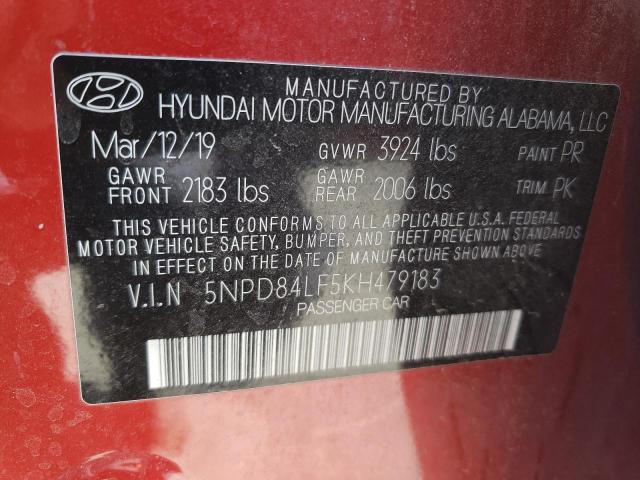 MANUFACTURED BY
HYUNDAI MOTOR MANUFACTURING ALABAMA, LLC
Mar/12/19 GVWR 3924 lbs PAINT PR
GAWR FRONT 2183 lbs GAWR REAR 2006 lbs TRIM PK
THIS VEHICLE CONFORMS TO ALL APPLICABLE U.S.A. FEDERAL
MOTOR VEHICLE SAFETY, BUMPER, AND THEFT PREVENTION STANDARDS
IN EFFECT ON THE DATE OF MANUFACTURE SHOWN ABOVE.
V.I.N 5NPD84LF5KH479183
PASSENGER CAR